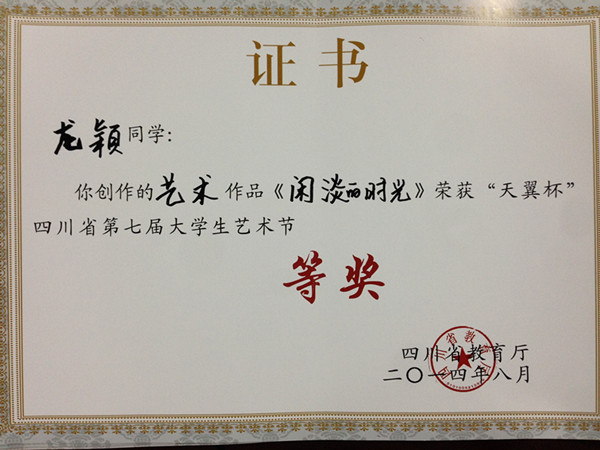 证书
龙颖同学:
你创作的艺术作品《闲淡的时光》荣获“天翼杯”
四川省第七届大学生艺术节
等奖
四川省教育厅
二〇一四年八月